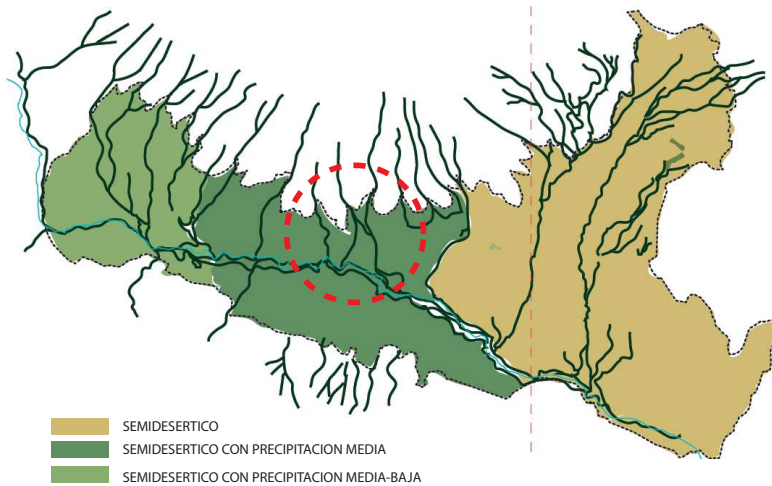 SEMIDESERTICO
SEMIDESERTICO CON PRECIPITACION MEDIA
SEMIDESERTICO CON PRECIPITACION MEDIA-BAJA